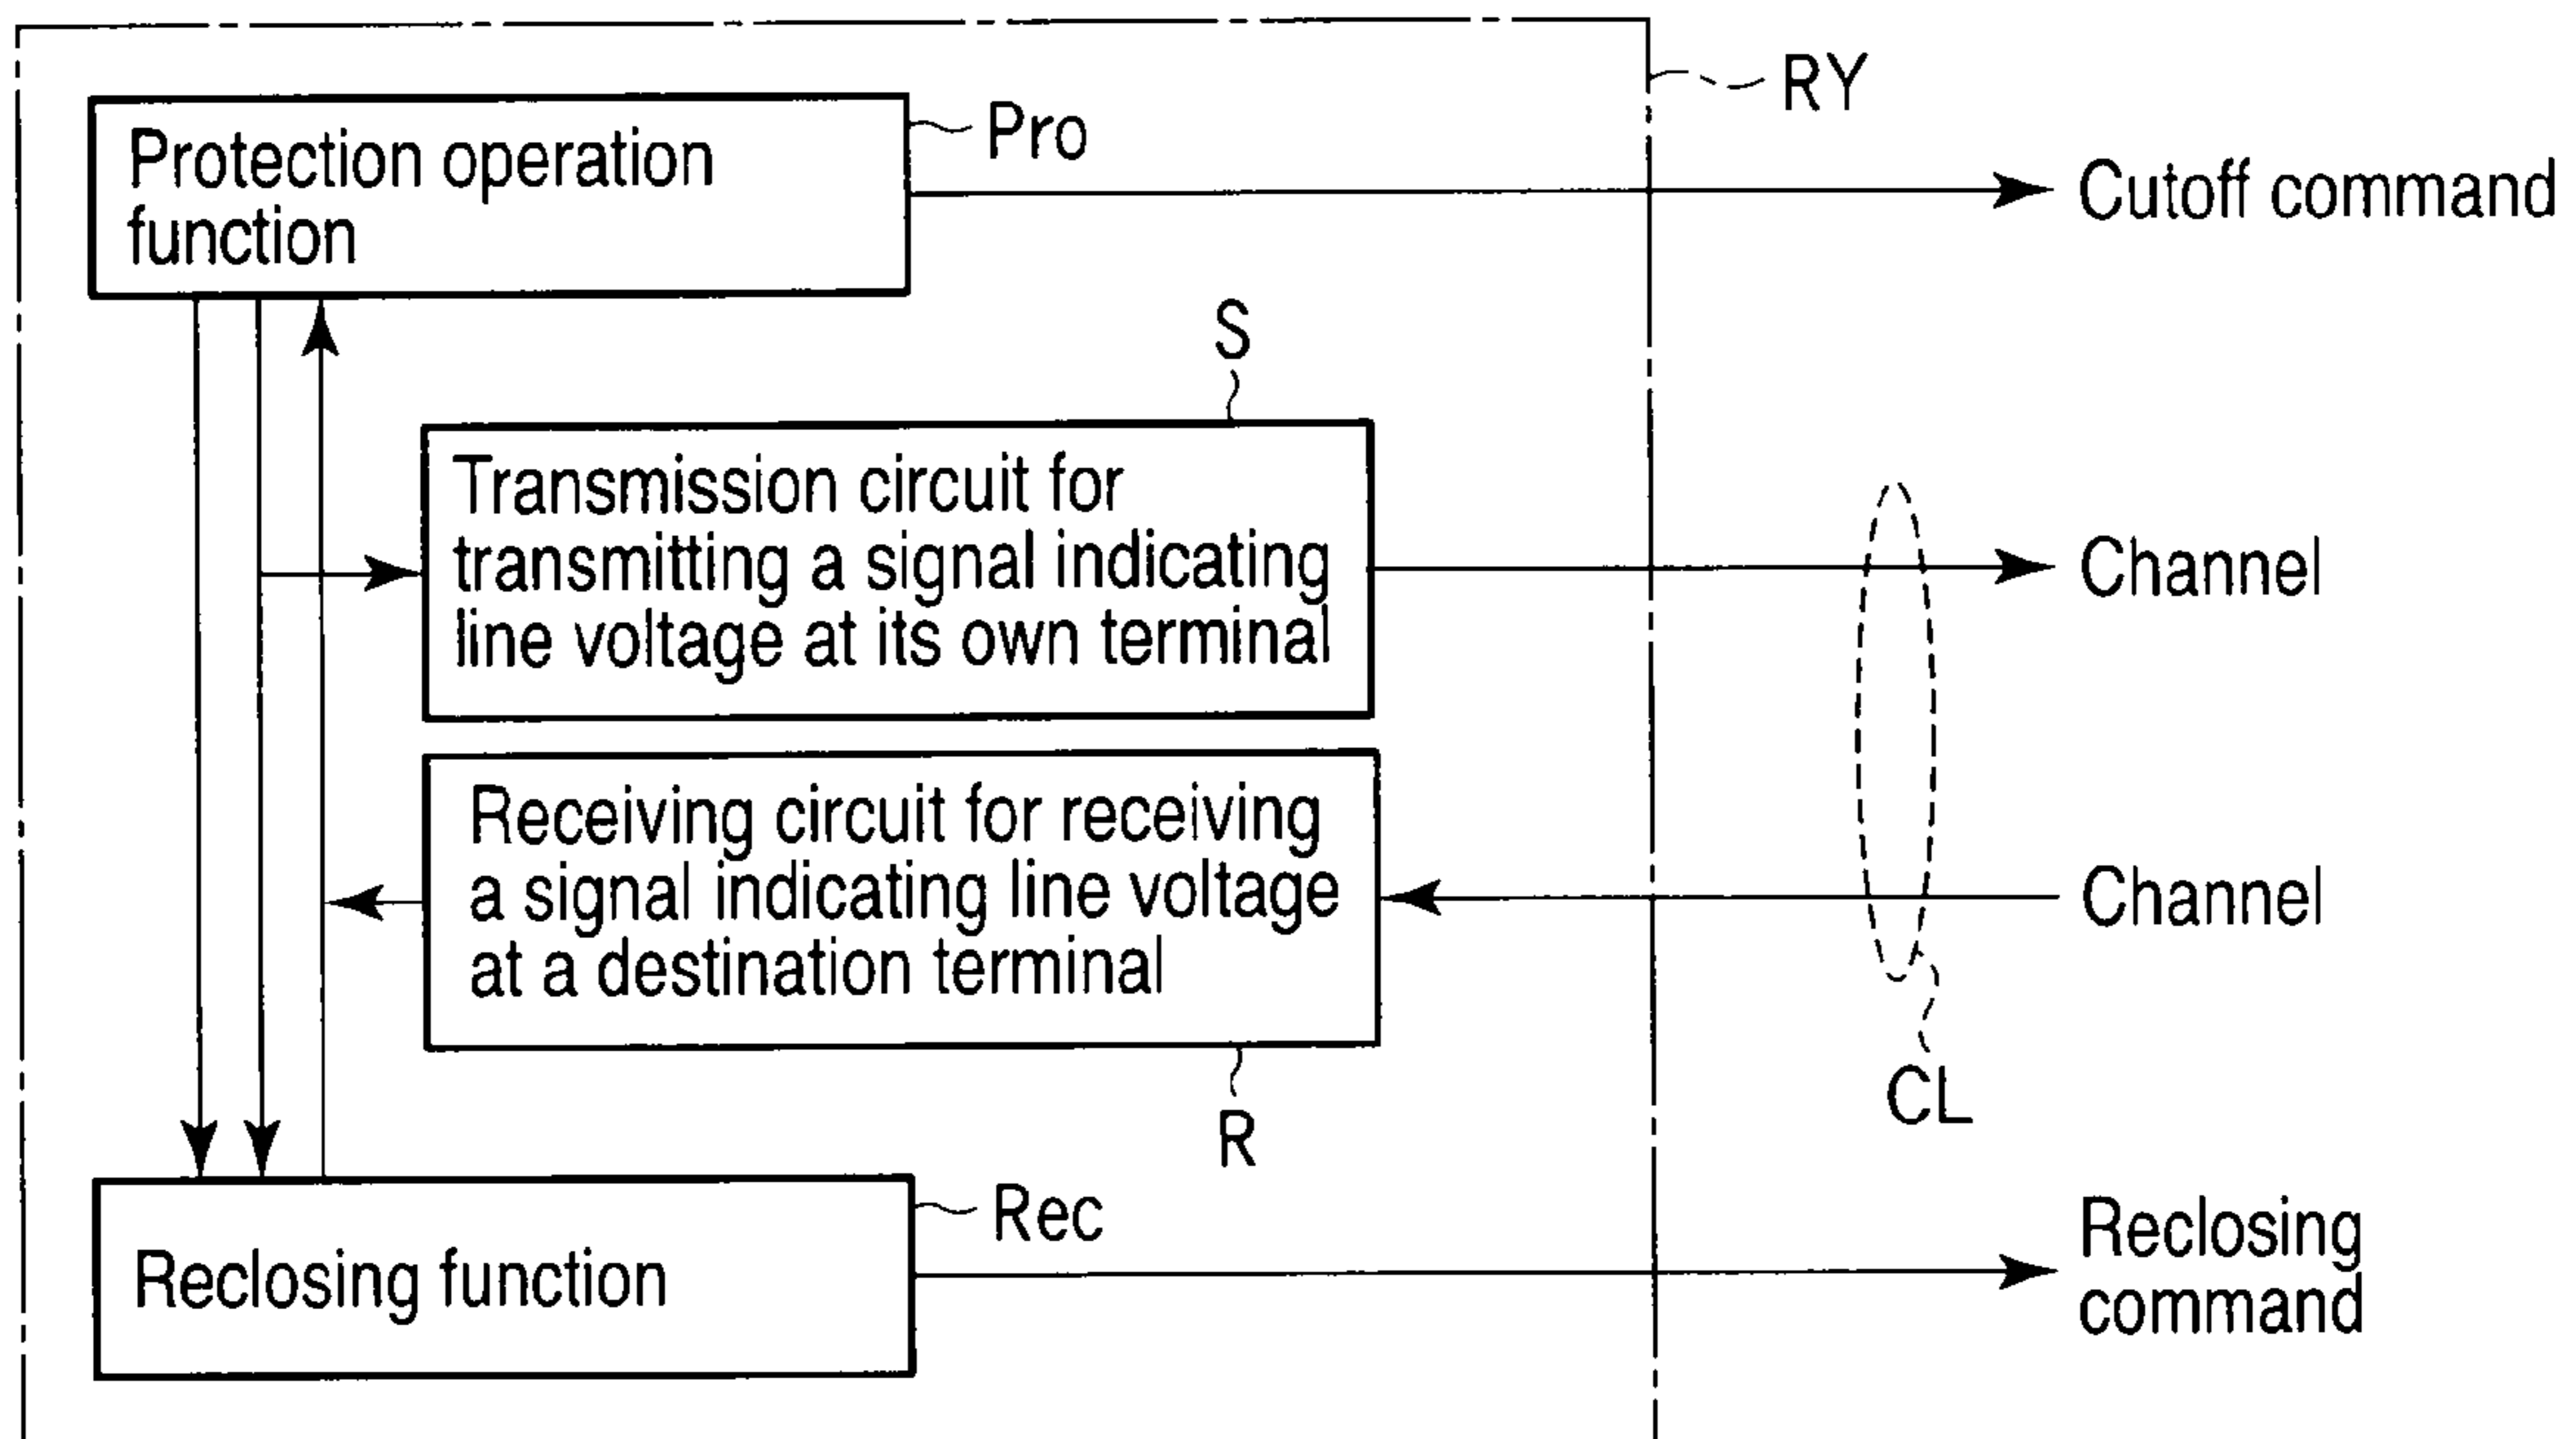 RY
Protection operation
function
Pro
Cutoff command
S
Transmission circuit for
transmitting a signal indicating
line voltage at its own terminal
Channel
Receiving circuit for receiving
a signal indicating line voltage
at a destination terminal
Channel
CL
R
Rec
Reclosing function
Reclosing
command